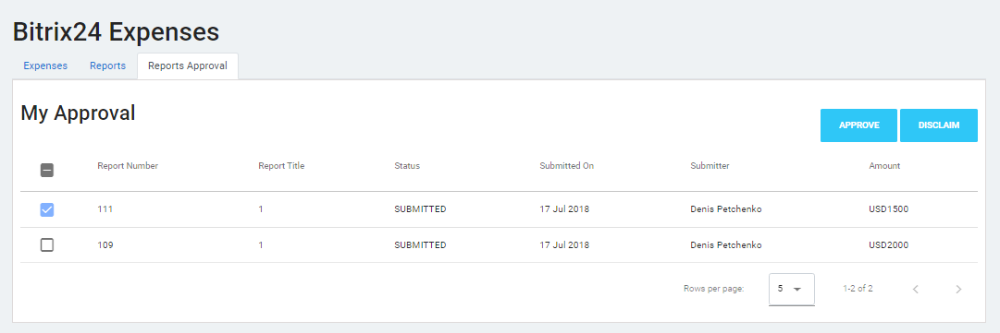 Bitrix24 Expenses
Expenses Reports Reports Approval
My Approval
APPROVE DISCLAIM
Report Number Report Title Status Submitted On Submitter Amount
111 1 SUBMITTED 17 Jul 2018 Denis Petchenko USD1500
109 1 SUBMITTED 17 Jul 2018 Denis Petchenko USD2000
Rows per page: 5 1-2 of 2